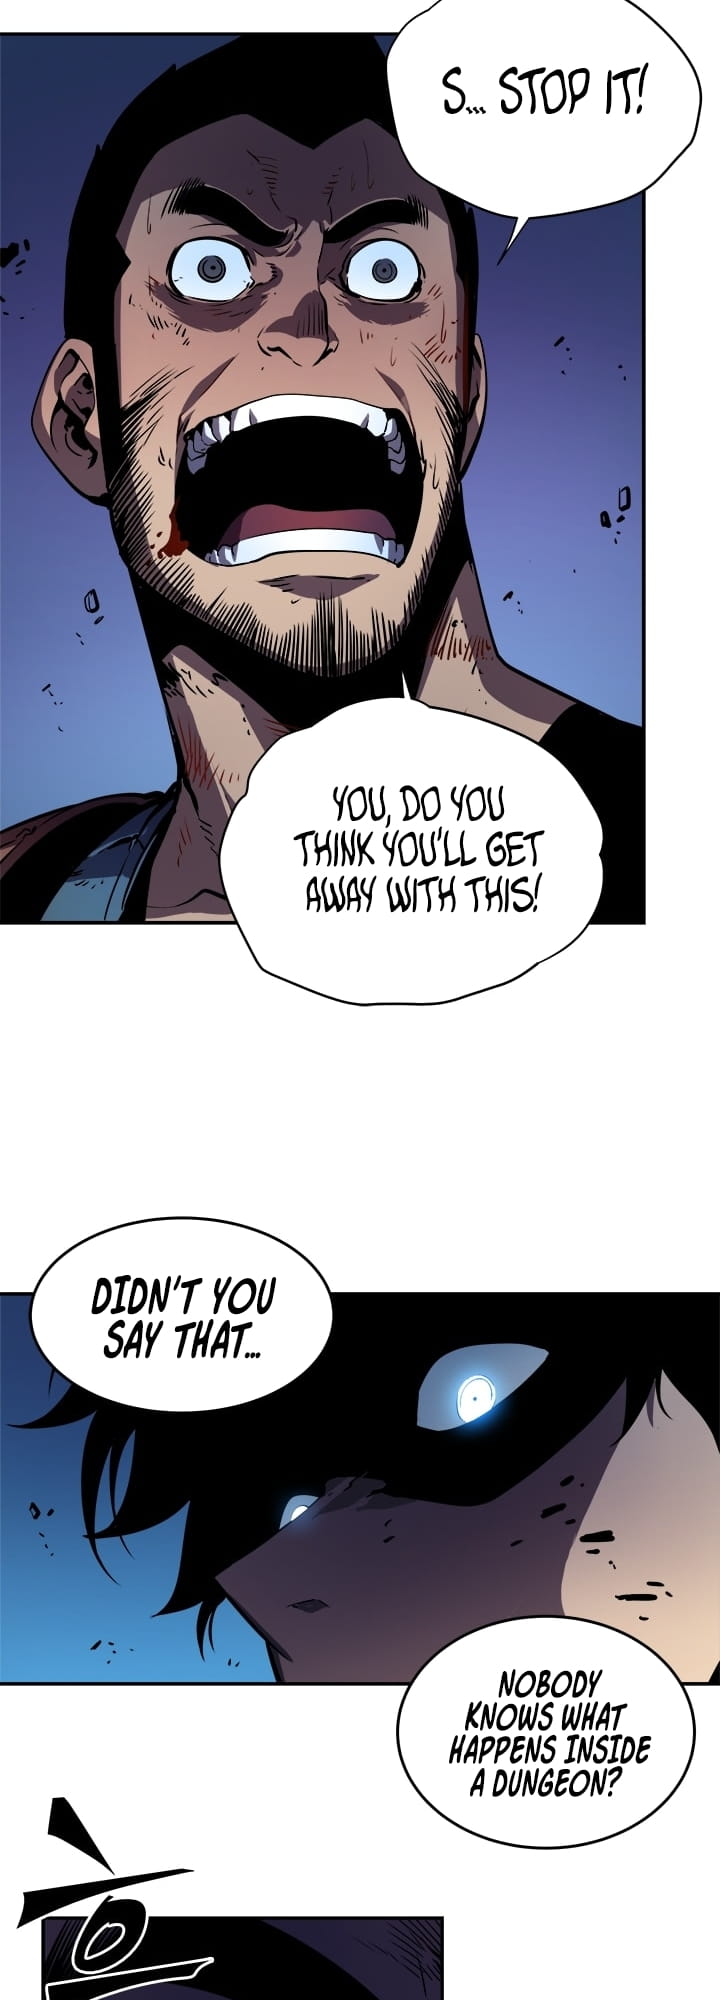 S... STOP IT!
YOU, DO YOU
THINK YOU'LL GET
AWAY WITH THIS!
DIDN'T YOU
SAY THAT...
NOBODY
KNOWS WHAT
HAPPENS INSIDE
A DUNGEON?